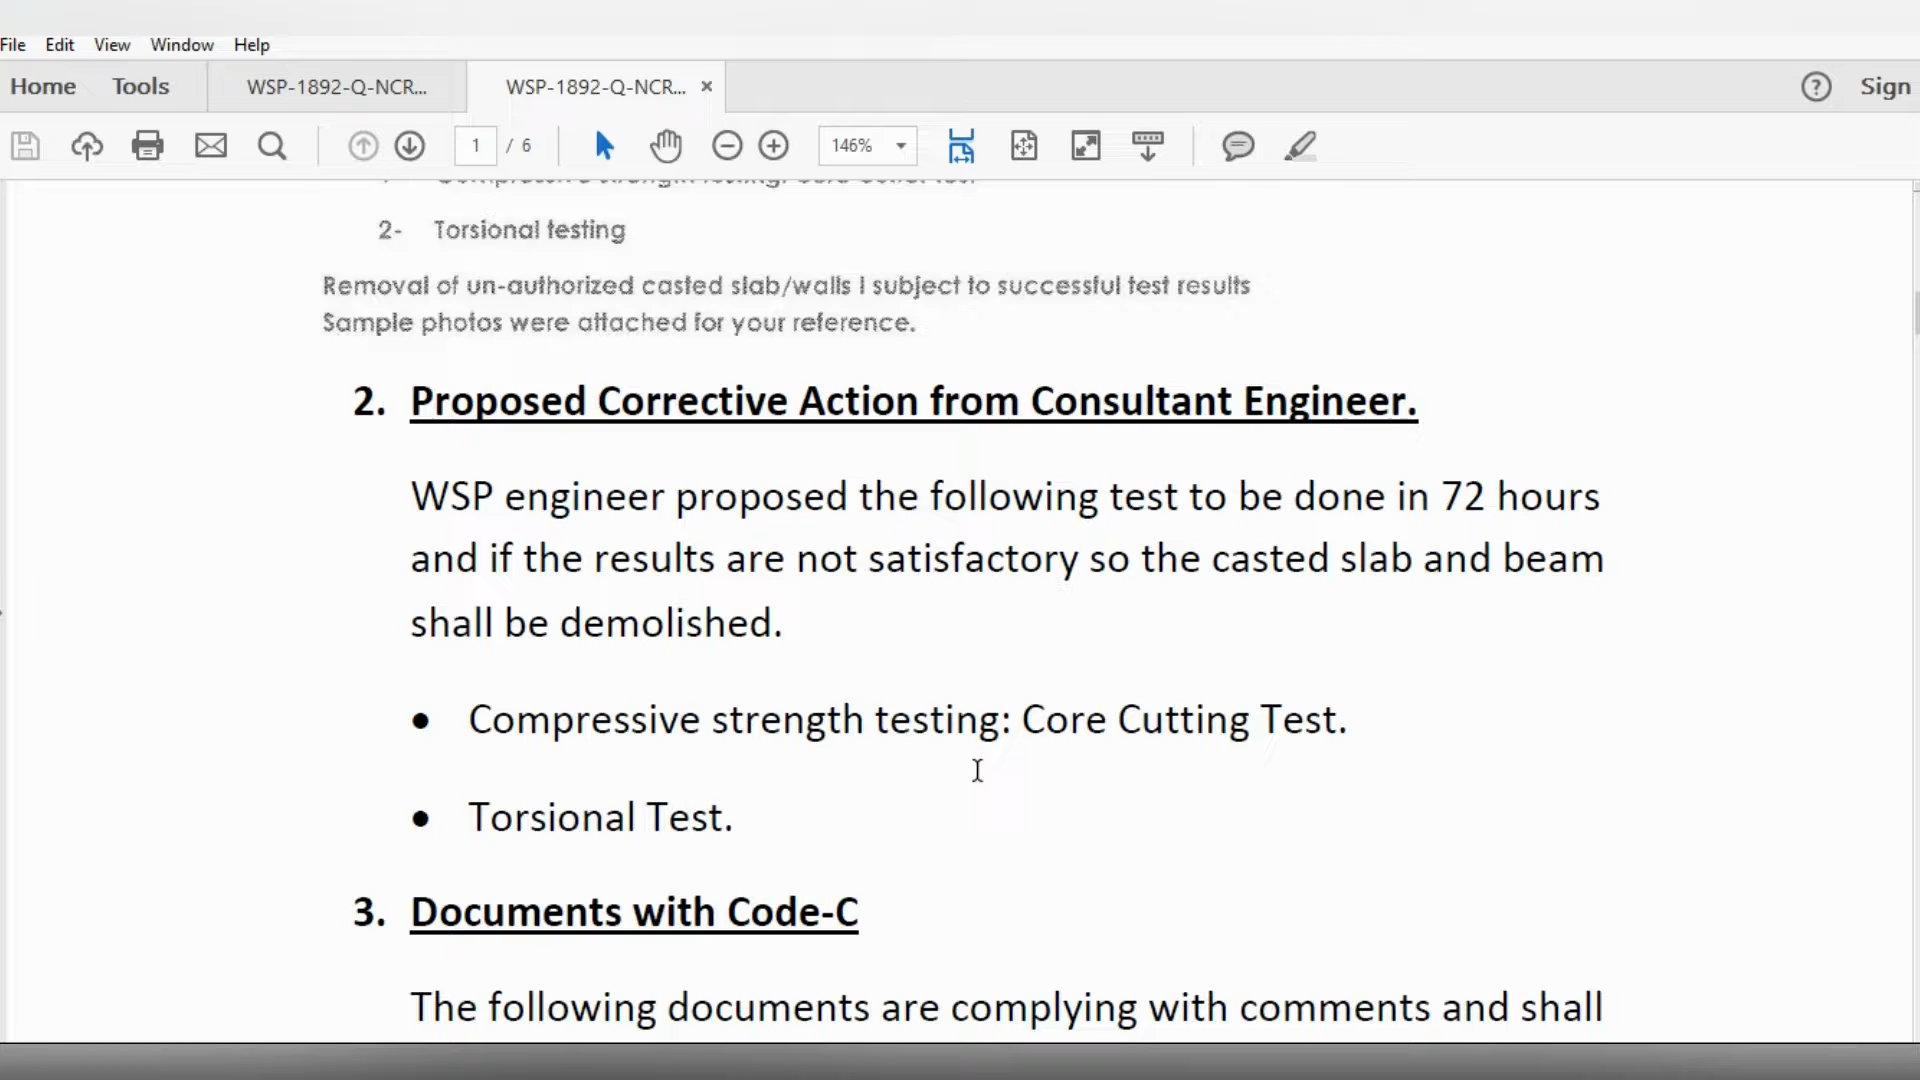 File Edit View Window Help
Home Tools WSP-1892-Q-NCR... WSP-1892-Q-NCR... × ? Sign
1 / 6 146%
2- Torsional testing
Removal of un-authorized casted slab/walls I subject to successful test results
Sample photos were attached for your reference.
2. Proposed Corrective Action from Consultant Engineer.
WSP engineer proposed the following test to be done in 72 hours
and if the results are not satisfactory so the casted slab and beam
shall be demolished.
• Compressive strength testing: Core Cutting Test.
• Torsional Test.
3. Documents with Code-C
The following documents are complying with comments and shall